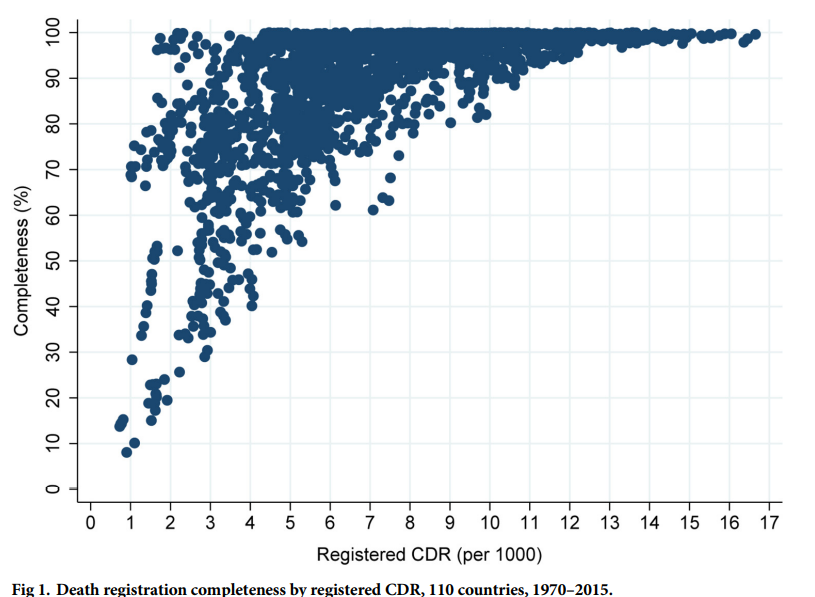 100
90
80
70
60
50
40
30
20
10
0
Completeness (%)
0 1 2 3 4 5 6 7 8 9 10 11 12 13 14 15 16 17
Registered CDR (per 1000)
Fig 1. Death registration completeness by registered CDR, 110 countries, 1970–2015.